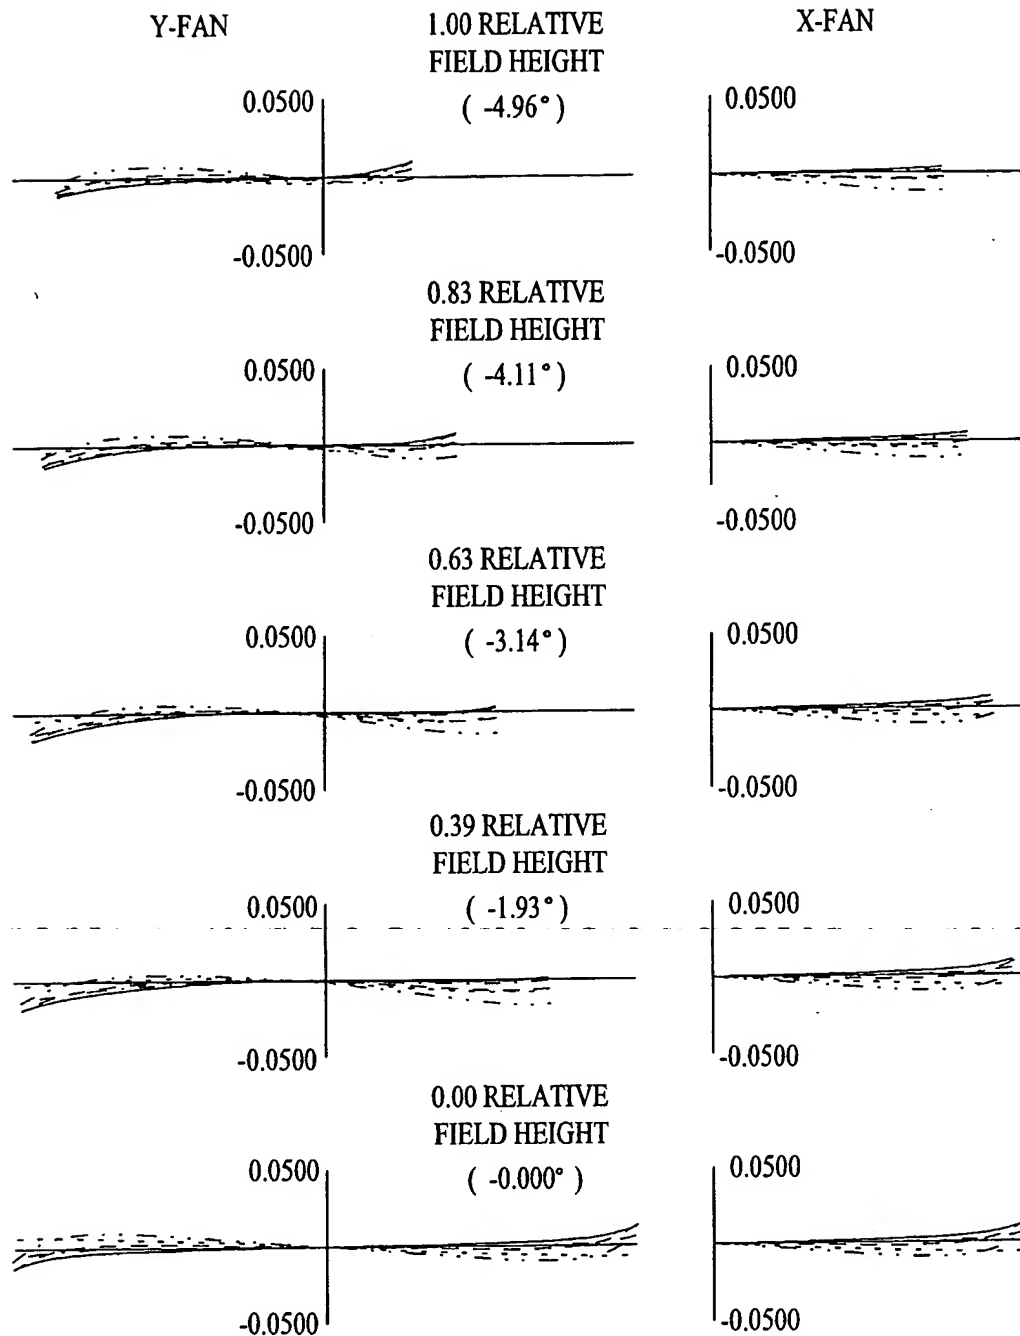 Y-FAN
1.00 RELATIVE
FIELD HEIGHT
( -4.96° )
X-FAN
0.0500
-0.0500
0.0500
-0.0500
0.83 RELATIVE
FIELD HEIGHT
( -4.11° )
0.0500
-0.0500
0.0500
-0.0500
0.63 RELATIVE
FIELD HEIGHT
( -3.14° )
0.0500
-0.0500
0.0500
-0.0500
0.39 RELATIVE
FIELD HEIGHT
( -1.93° )
0.0500
-0.0500
0.0500
-0.0500
0.00 RELATIVE
FIELD HEIGHT
( -0.000° )
0.0500
-0.0500
0.0500
-0.0500